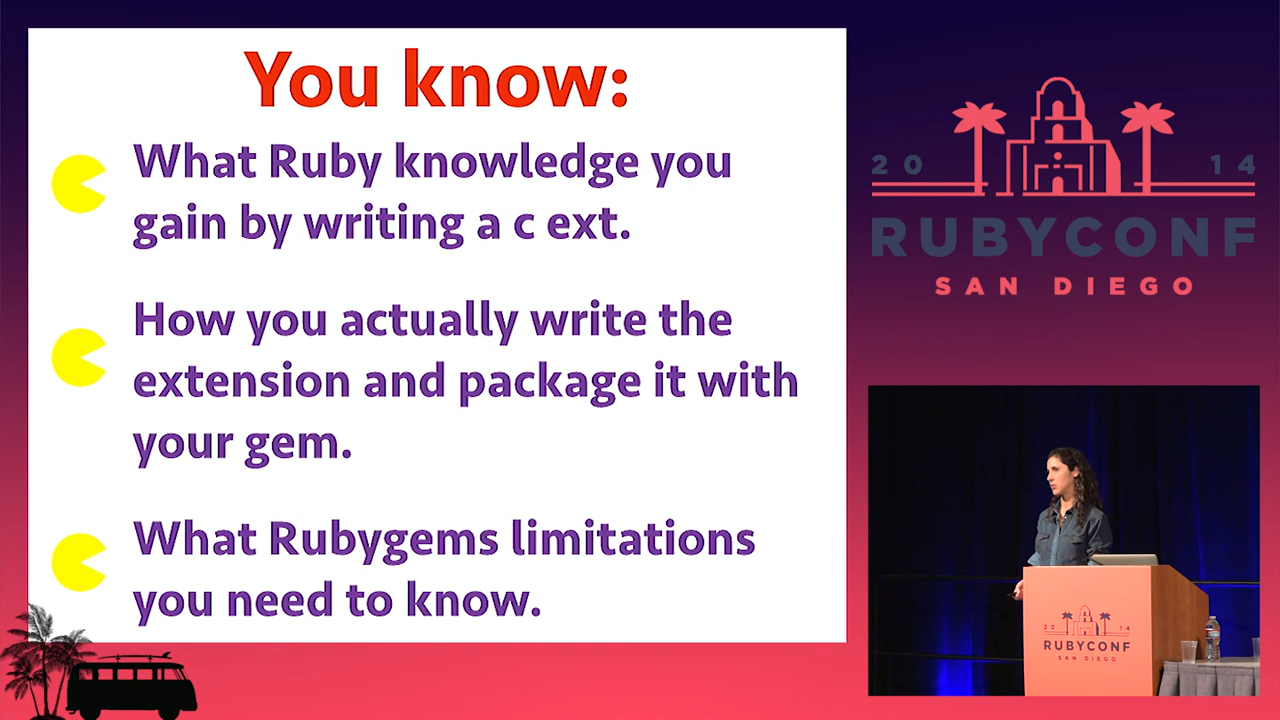 You know:
What Ruby knowledge you
gain by writing a c ext.
How you actually write the
extension and package it with
your gem.
What Rubygems limitations
you need to know.
20 14
RUBYCONF
SAN DIEGO
20 14
RUBYCONF
SAN DIEGO